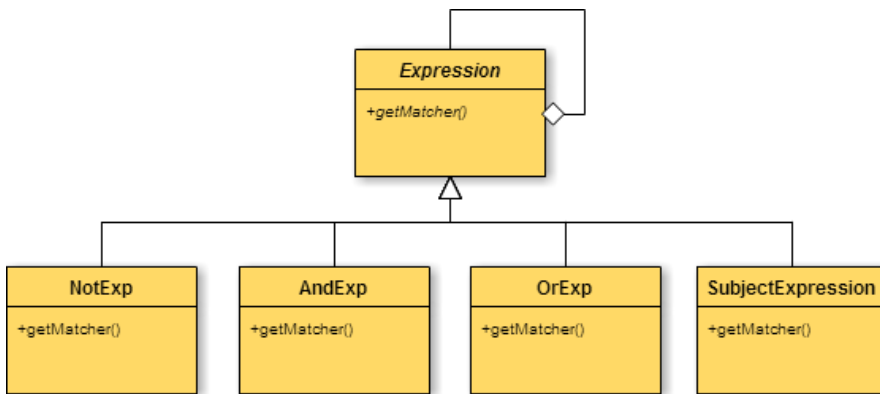 Expression
+getMatcher()
NotExp
AndExp
OrExp
SubjectExpression
+getMatcher()
+getMatcher()
+getMatcher()
+getMatcher()